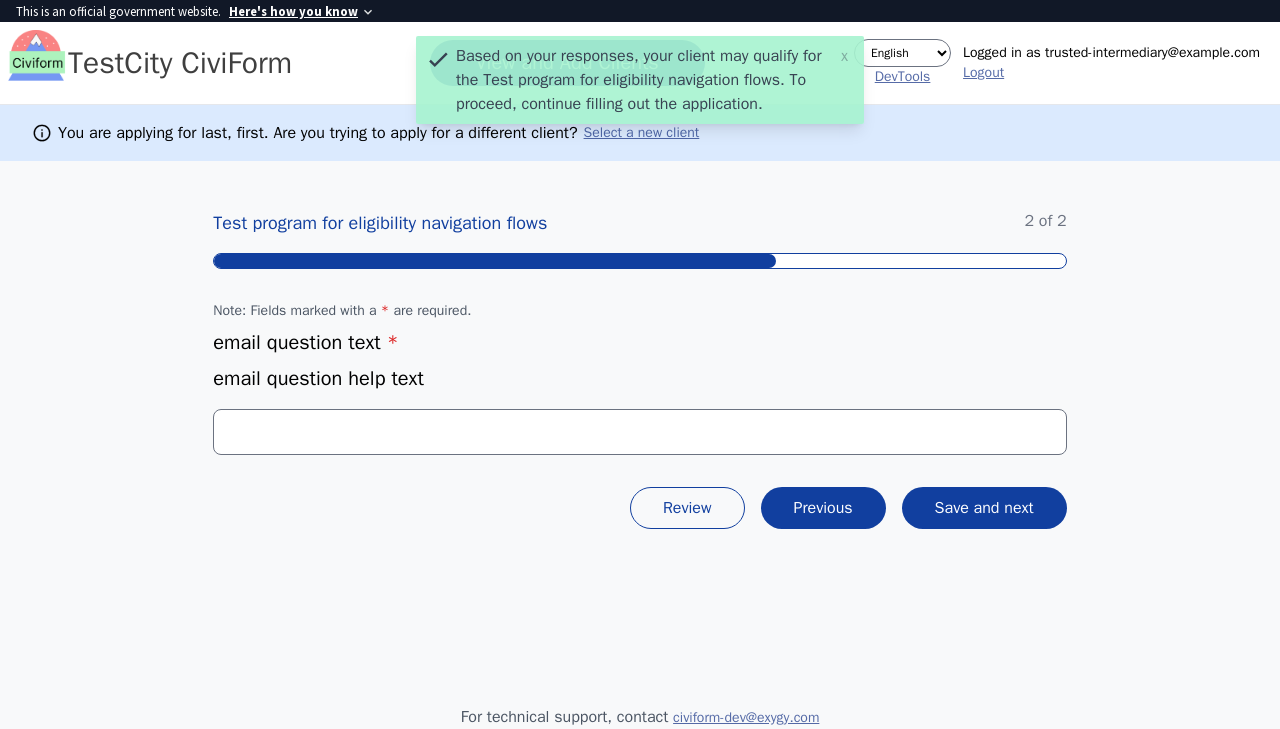 This is an official government website. Here's how you know
Civiform
TestCity CiviForm
View and Add Clients
Based on your responses, your client may qualify for
the Test program for eligibility navigation flows. To
proceed, continue filling out the application.
x
English
DevTools
Logged in as trusted-intermediary@example.com
Logout
You are applying for last, first. Are you trying to apply for a different client? Select a new client
Test program for eligibility navigation flows
2 of 2
Note: Fields marked with a * are required.
email question text *
email question help text
Review
Previous
Save and next
For technical support, contact civiform-dev@exygy.com